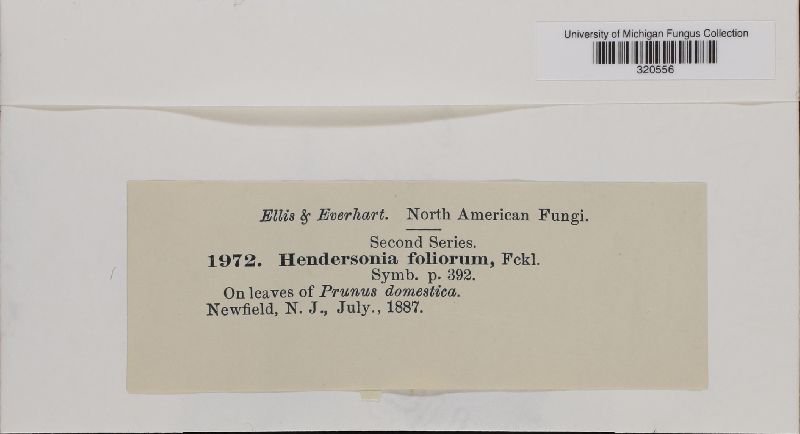 University of Michigan Fungus Collection
320556
Ellis & Everhart. North American Fungi.
Second Series.
1972. Hendersonia foliorum, Fckl.
Symb. p. 392.
On leaves of Prunus domestica.
Newfield, N. J., July., 1887.